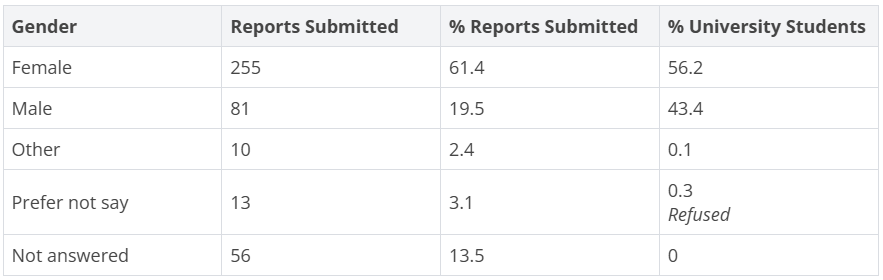 Gender Reports Submitted % Reports Submitted % University Students
Female 255 61.4 56.2
Male 81 19.5 43.4
Other 10 2.4 0.1
Prefer not say 13 3.1 0.3
Refused
Not answered 56 13.5 0